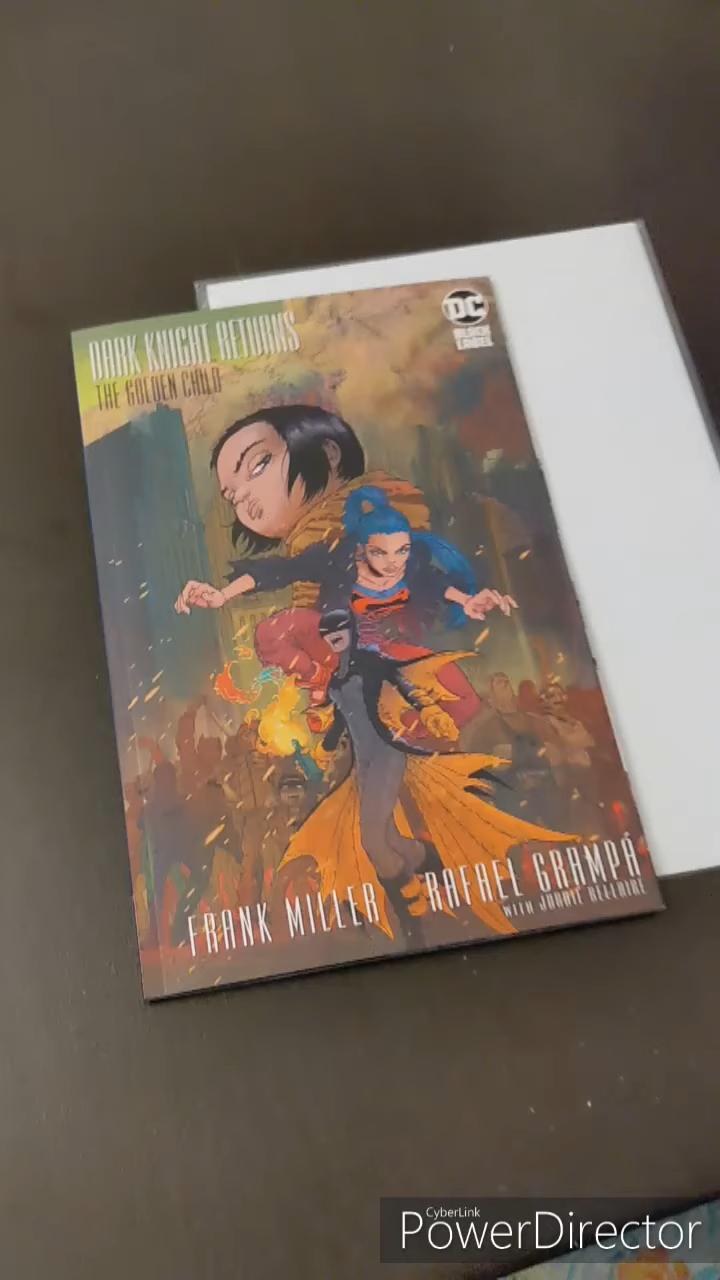 DARK KNIGHT RETURNS
THE GOLDEN CHILD
DC
BLACK
LABEL
FRANK MILLER
RAFAEL GRAMPÁ
WITH JORDIE BELLAIRE
CyberLink
PowerDirector